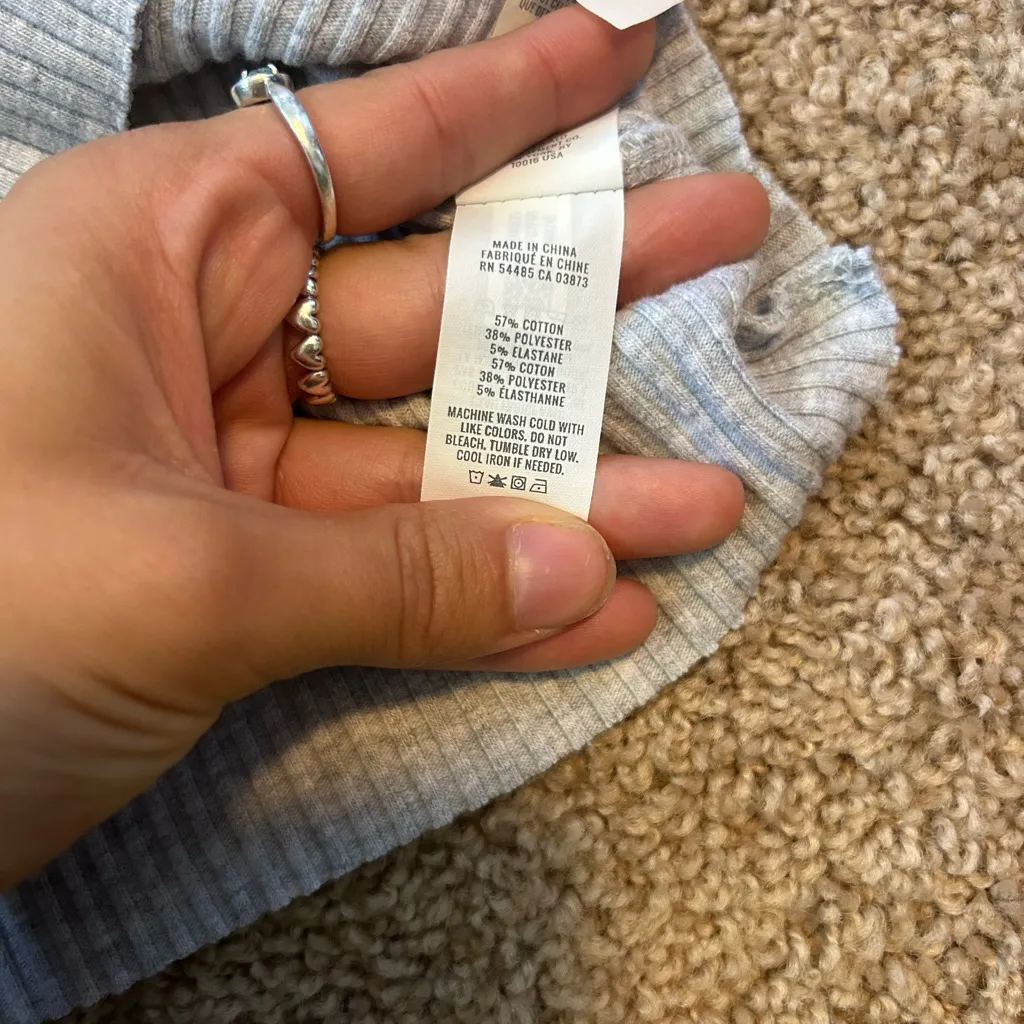 10016 USA
MADE IN CHINA
FABRIQUÉ EN CHINE
RN 54485 CA 03873
57% COTTON
38% POLYESTER
5% ELASTANE
57% COTON
38% POLYESTER
5% ÉLASTHANNE
MACHINE WASH COLD WITH
LIKE COLORS. DO NOT
BLEACH. TUMBLE DRY LOW.
COOL IRON IF NEEDED.